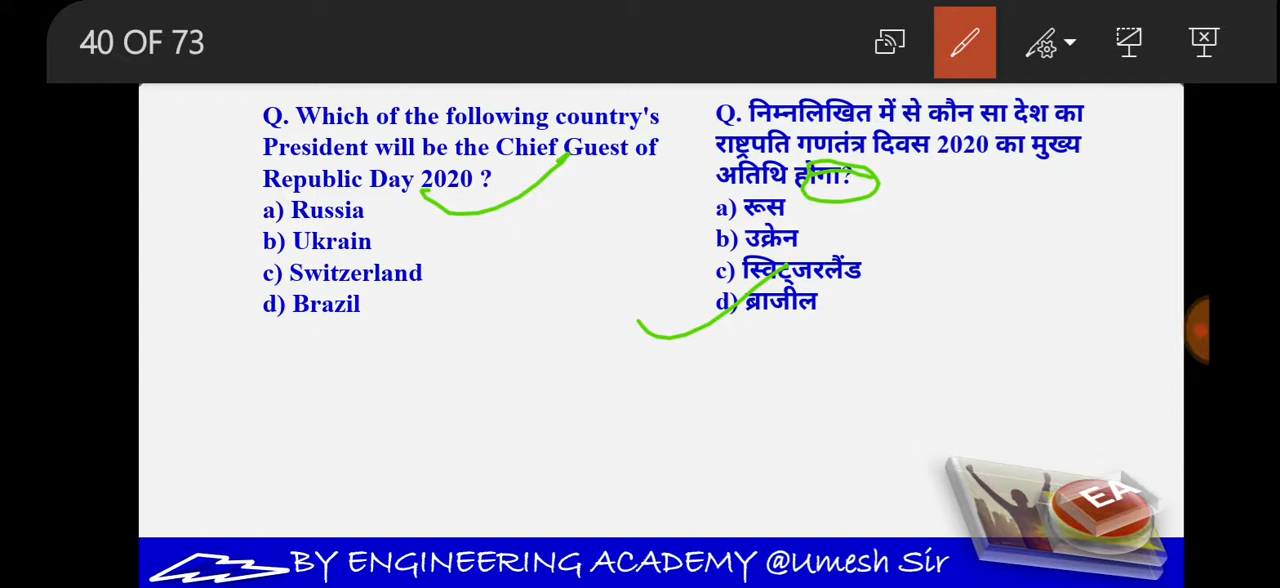 40 OF 73
Q. Which of the following country's
President will be the Chief Guest of
Republic Day 2020 ?
a) Russia
b) Ukrain
c) Switzerland
d) Brazil
Q. निम्नलिखित में से कौन सा देश का
राष्ट्रपति गणतंत्र दिवस 2020 का मुख्य
अतिथि होगा?
a) रूस
b) उक्रेन
c) स्विट्जरलैंड
d) ब्राजील
EA
BY ENGINEERING ACADEMY @Umesh Sir